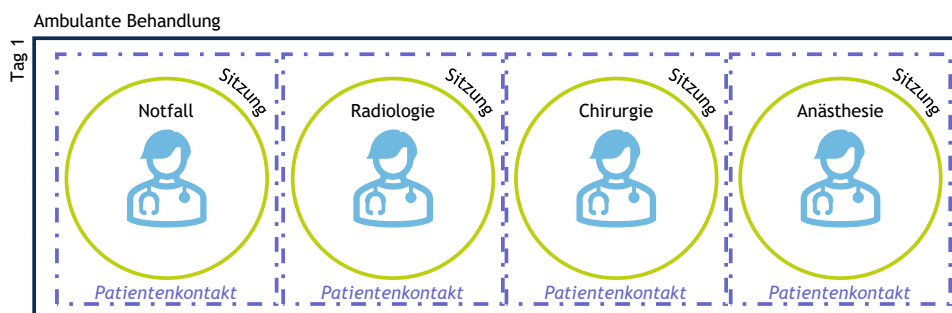 Ambulante Behandlung
Tag 1
Sitzung
Sitzung
Sitzung
Sitzung
Notfall
Radiologie
Chirurgie
Anästhesie
Patientenkontakt
Patientenkontakt
Patientenkontakt
Patientenkontakt